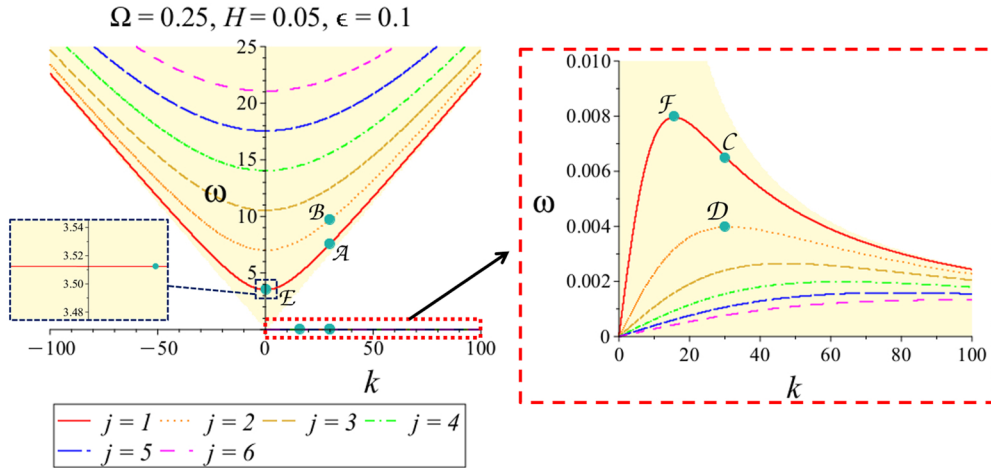 Ω = 0.25, H = 0.05, ϵ = 0.1
25
20
15
ω
10
5
ℬ
𝒜
ℰ
3.54
3.52
3.50
3.48
−100
−50
0
50
100
k
j = 1
j = 2
j = 3
j = 4
j = 5
j = 6
0.010
0.008
0.006
ω
0.004
0.002
0
ℱ
𝒞
𝒟
0
20
40
60
80
100
k